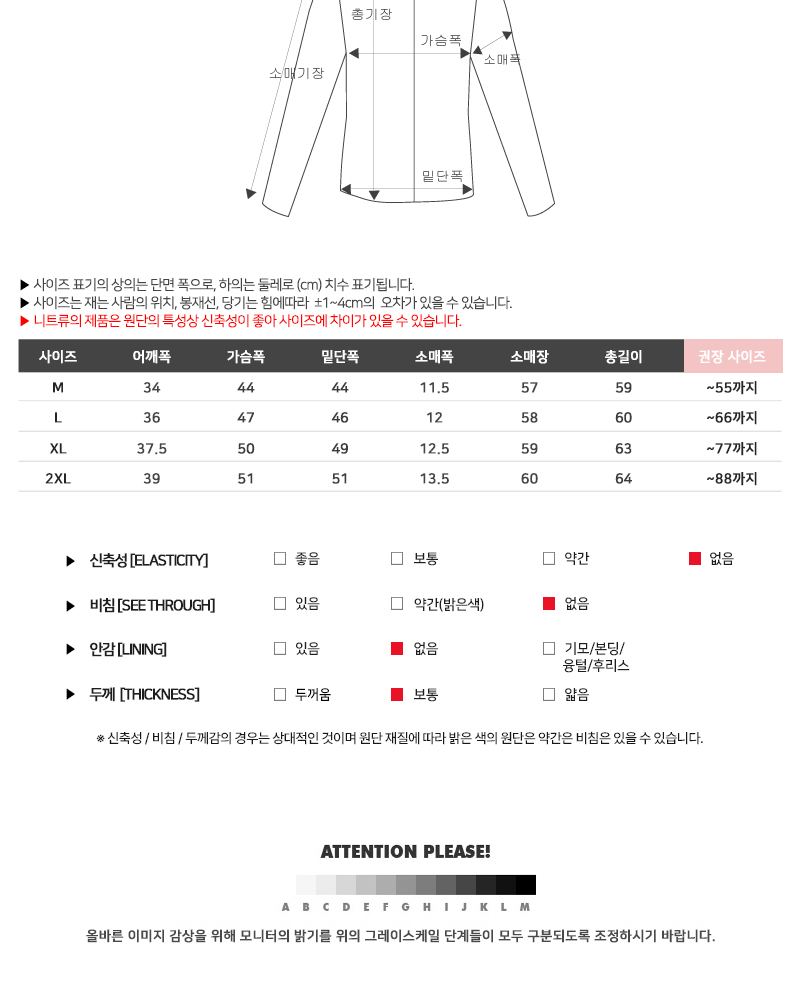 총기장
가슴폭
소매폭
소매기장
밑단폭
▶ 사이즈 표기의 상의는 단면 폭으로, 하의는 둘레로 (cm) 치수 표기됩니다.
▶ 사이즈는 재는 사람의 위치, 봉재선, 당기는 힘에따라 ±1~4cm의 오차가 있을 수 있습니다.
▶ 니트류의 제품은 원단의 특성상 신축성이 좋아 사이즈에 차이가 있을 수 있습니다.
사이즈 어깨폭 가슴폭 밑단폭 소매폭 소매장 총길이 권장 사이즈
M 34 44 44 11.5 57 59 ~55까지
L 36 47 46 12 58 60 ~66까지
XL 37.5 50 49 12.5 59 63 ~77까지
2XL 39 51 51 13.5 60 64 ~88까지
▶ 신축성 [ELASTICITY] 좋음 보통 약간 없음
▶ 비침 [SEE THROUGH] 있음 약간(밝은색) 없음
▶ 안감 [LINING] 있음 없음 기모/본딩/
융털/후리스
▶ 두께 [THICKNESS] 두꺼움 보통 얇음
※ 신축성 / 비침 / 두께감의 경우는 상대적인 것이며 원단 재질에 따라 밝은 색의 원단은 약간은 비침은 있을 수 있습니다.
ATTENTION PLEASE!
A B C D E F G H I J K L M
올바른 이미지 감상을 위해 모니터의 밝기를 위의 그레이스케일 단계들이 모두 구분되도록 조정하시기 바랍니다.